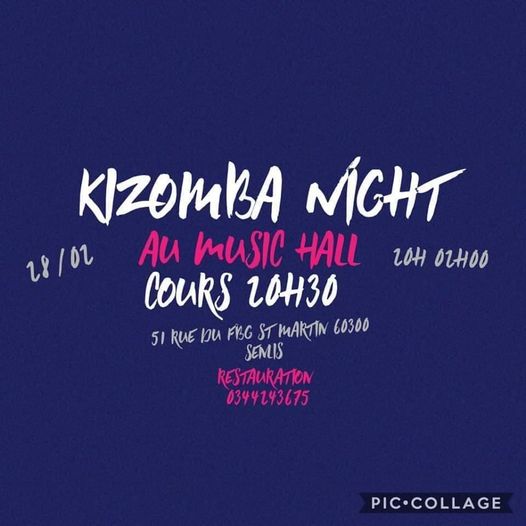 KIZOMBA NIGHT
28/02
AU MUSIC HALL
20H 02H00
COURS 20H30
51 RUE DU FBG ST MARTIN 60300
SENLIS
RESTAURATION
0344243675
PIC•COLLAGE